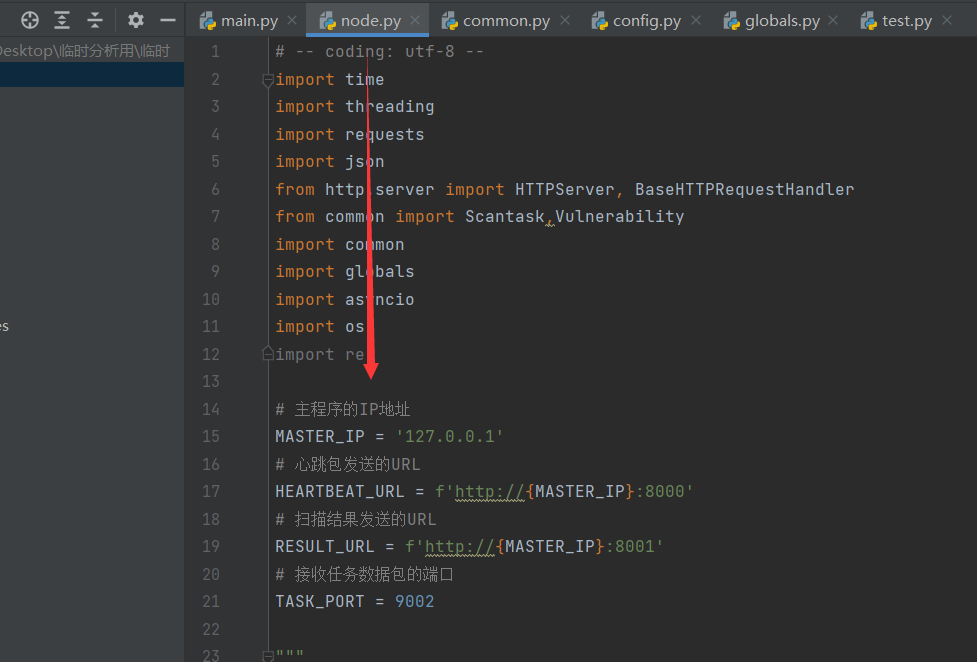 main.py
node.py
common.py
config.py
globals.py
test.py
Desktop\临时分析用\临时
1 # -- coding: utf-8 --
2 import time
3 import threading
4 import requests
5 import json
6 from http.server import HTTPServer, BaseHTTPRequestHandler
7 from common import Scantask,Vulnerability
8 import common
9 import globals
10 import asyncio
11 import os
12 import re
13
14 # 主程序的IP地址
15 MASTER_IP = '127.0.0.1'
16 # 心跳包发送的URL
17 HEARTBEAT_URL = f'http://{MASTER_IP}:8000'
18 # 扫描结果发送的URL
19 RESULT_URL = f'http://{MASTER_IP}:8001'
20 # 接收任务数据包的端口
21 TASK_PORT = 9002
22
23 """
es